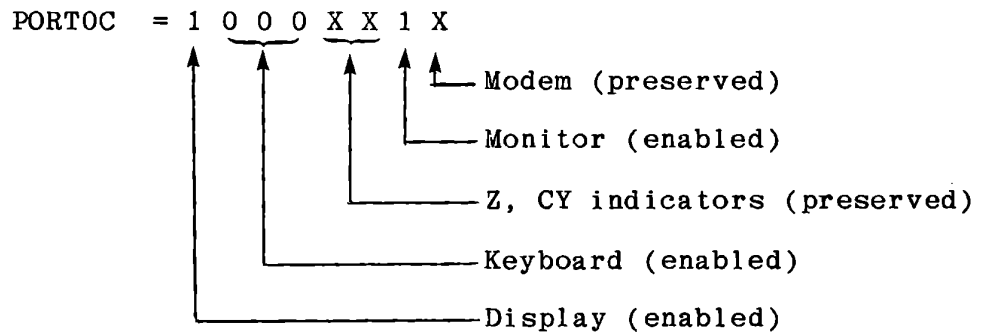 PORTOC = 1 0 0 0 X X 1 X
Modem (preserved)
Monitor (enabled)
Z, CY indicators (preserved)
Keyboard (enabled)
Display (enabled)